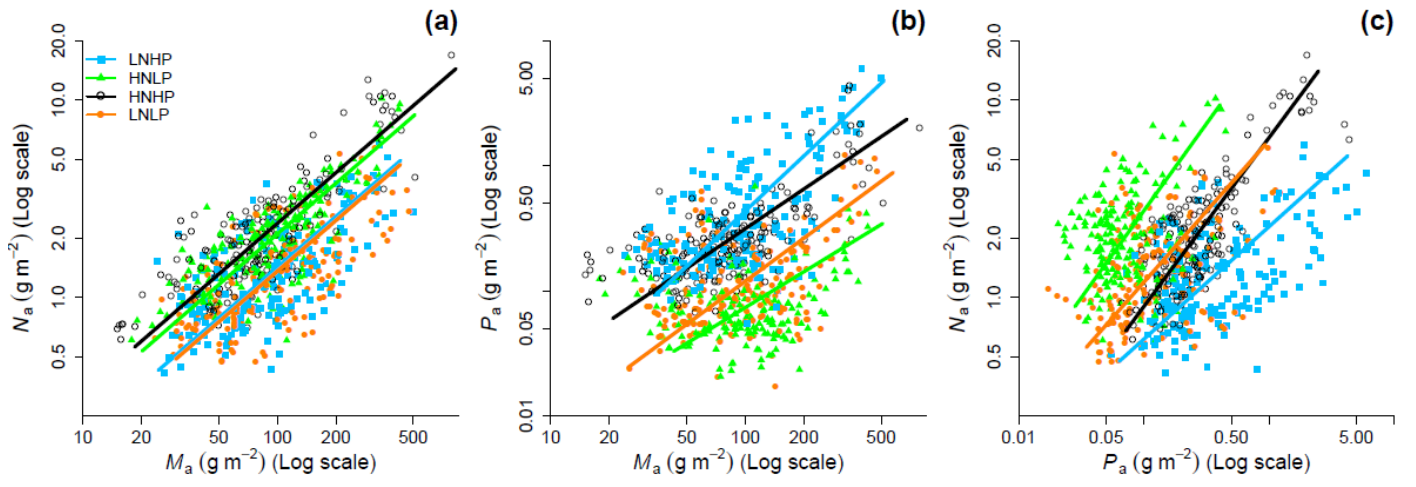 (a)
20.0
10.0
5.0
2.0
1.0
0.5
Na (g m−2) (Log scale)
LNHP
HNLP
HNHP
LNLP
10 20 50 100 200 500
Ma (g m−2) (Log scale)
(b)
5.00
0.50
0.05
0.01
Pa (g m−2) (Log scale)
10 20 50 100 200 500
Ma (g m−2) (Log scale)
(c)
20.0
10.0
5.0
2.0
1.0
0.5
Na (g m−2) (Log scale)
0.01 0.05 0.50 5.00
Pa (g m−2) (Log scale)